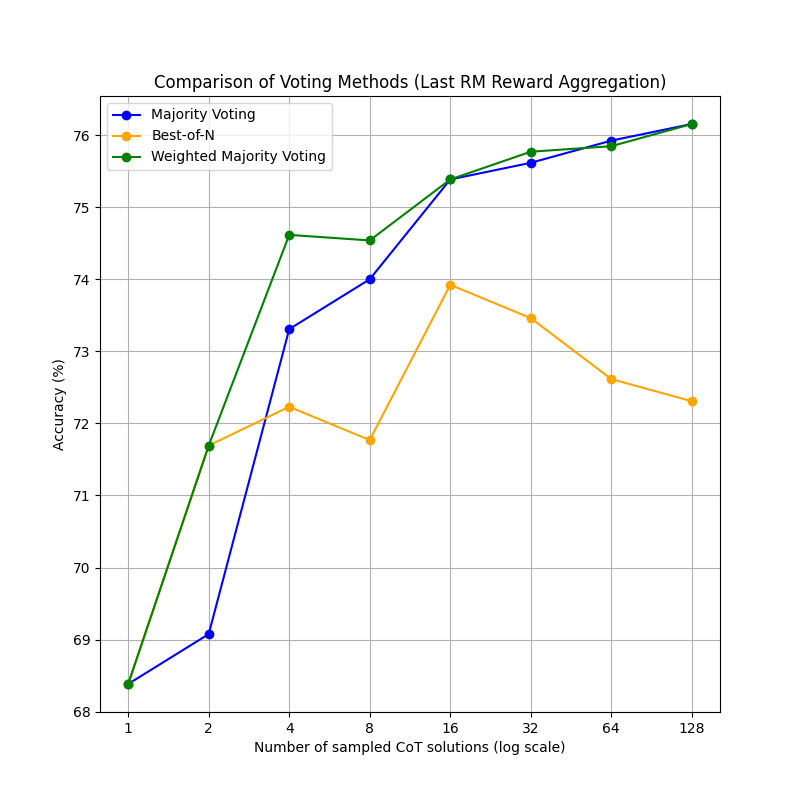 Comparison of Voting Methods (Last RM Reward Aggregation)
Majority Voting
Best-of-N
Weighted Majority Voting
76
75
74
73
72
71
70
69
68
Accuracy (%)
1 2 4 8 16 32 64 128
Number of sampled CoT solutions (log scale)